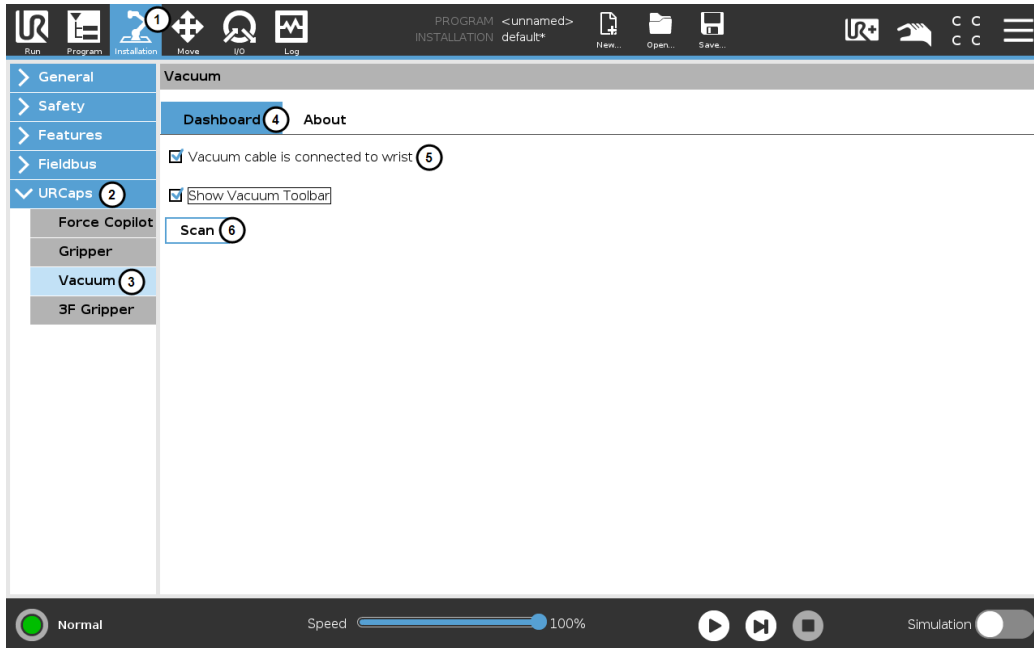 PROGRAM <unnamed>
INSTALLATION default*
Run Program Installation 1 Move I/O Log New... Open... Save... UR+ C C
C C
General
Vacuum
Safety
Dashboard 4 About
Features
Fieldbus
Vacuum cable is connected to wrist 5
URCaps 2
Show Vacuum Toolbar
Force Copilot
Scan 6
Gripper
Vacuum 3
3F Gripper
Normal Speed 100% Simulation